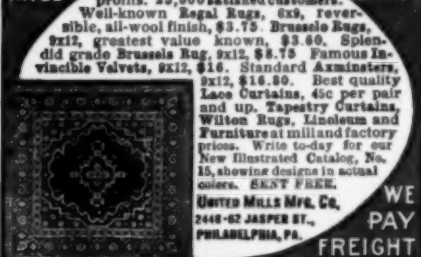 profits. 25,000 satisfied customers.
Well-known Regal Rugs, 6x9, rever-
sible, all-wool finish, $3.75. Brussels Rugs,
9x12, greatest value known, $3.60. Splen-
did grade Brussels Rug, 9x12, $8.75 Famous In-
vincible Velvets, 9x12, $16. Standard Axminsters,
9x12, $16.80. Best quality
Lace Curtains, 45c per pair
and up. Tapestry Curtains,
Wilton Rugs, Linoleum and
Furniture at mill and factory
prices. Write to-day for our
New Illustrated Catalog, No.
15, showing designs in actual
colors. SENT FREE.
UNITED MILLS MFG. CO.
2448-62 JASPER ST.,
PHILADELPHIA, PA.
WE
PAY
FREIGHT